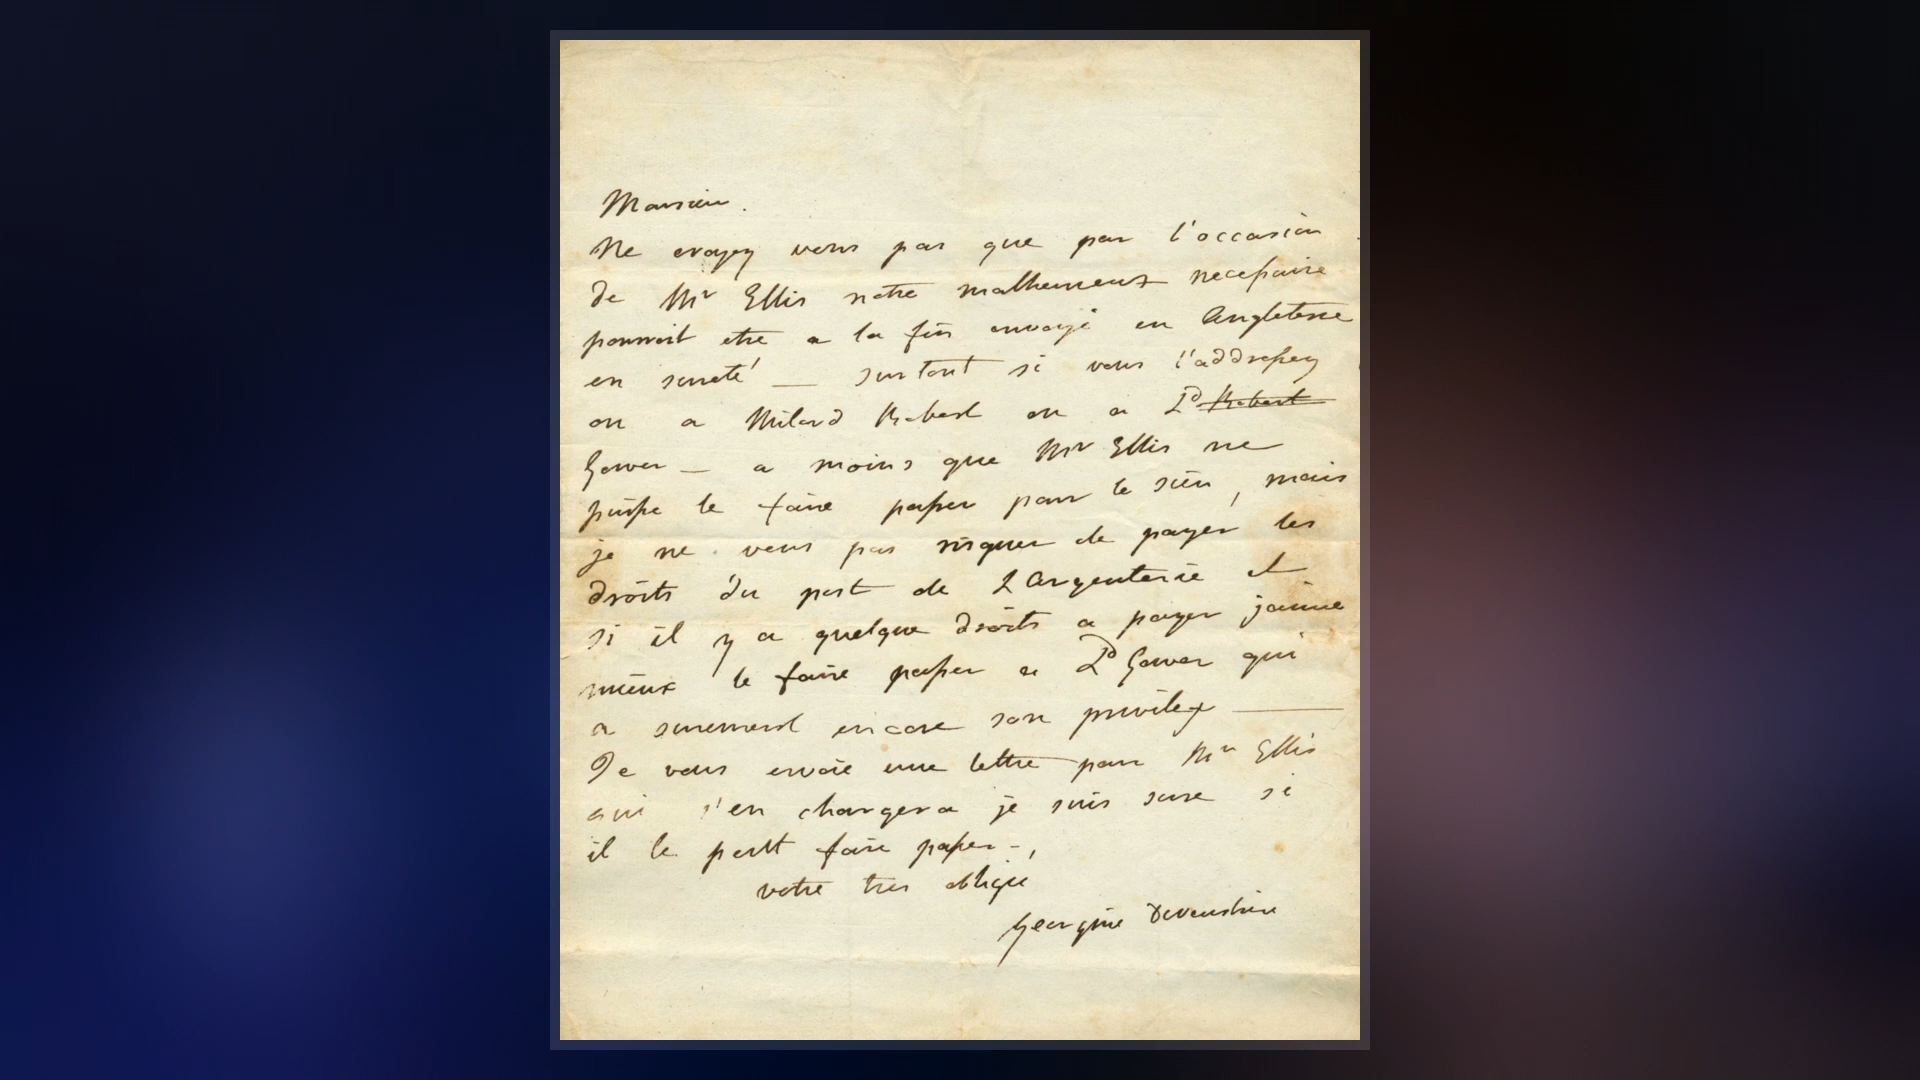 Monsieur.
Ne croyez vous pas que par l'occasion
de Mr Ellis notre malheureux necessaire
pourroit etre a la fin envoyé en Angleterre
en sureté — surtout si vous l'addressez
ou a Milord Robert ou a Ld Robert
Gower — a moins que Mr Ellis ne
puisse le faire passer pour le sien, mais
je ne veus pas risquer de payer les
droits du port de L'Argenterie et
si il y a quelque droits a payer jaime
mieux le faire passer a Ld Gower qui
a surement encore son privilege —
Je vous envoie une lettre pour Mr Ellis
qui s'en chargera je suis sure si
il le peut faire passer -,
votre tres obligé
Georgine Devonshire